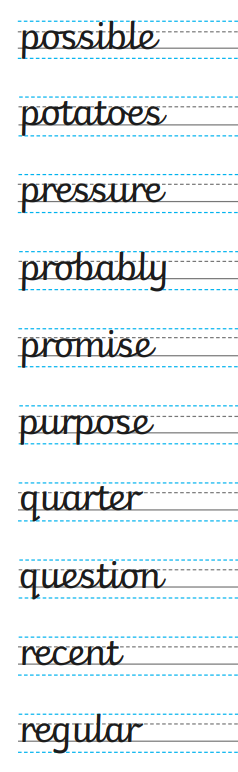 possible
potatoes
pressure
probably
promise
purpose
quarter
question
recent
regular